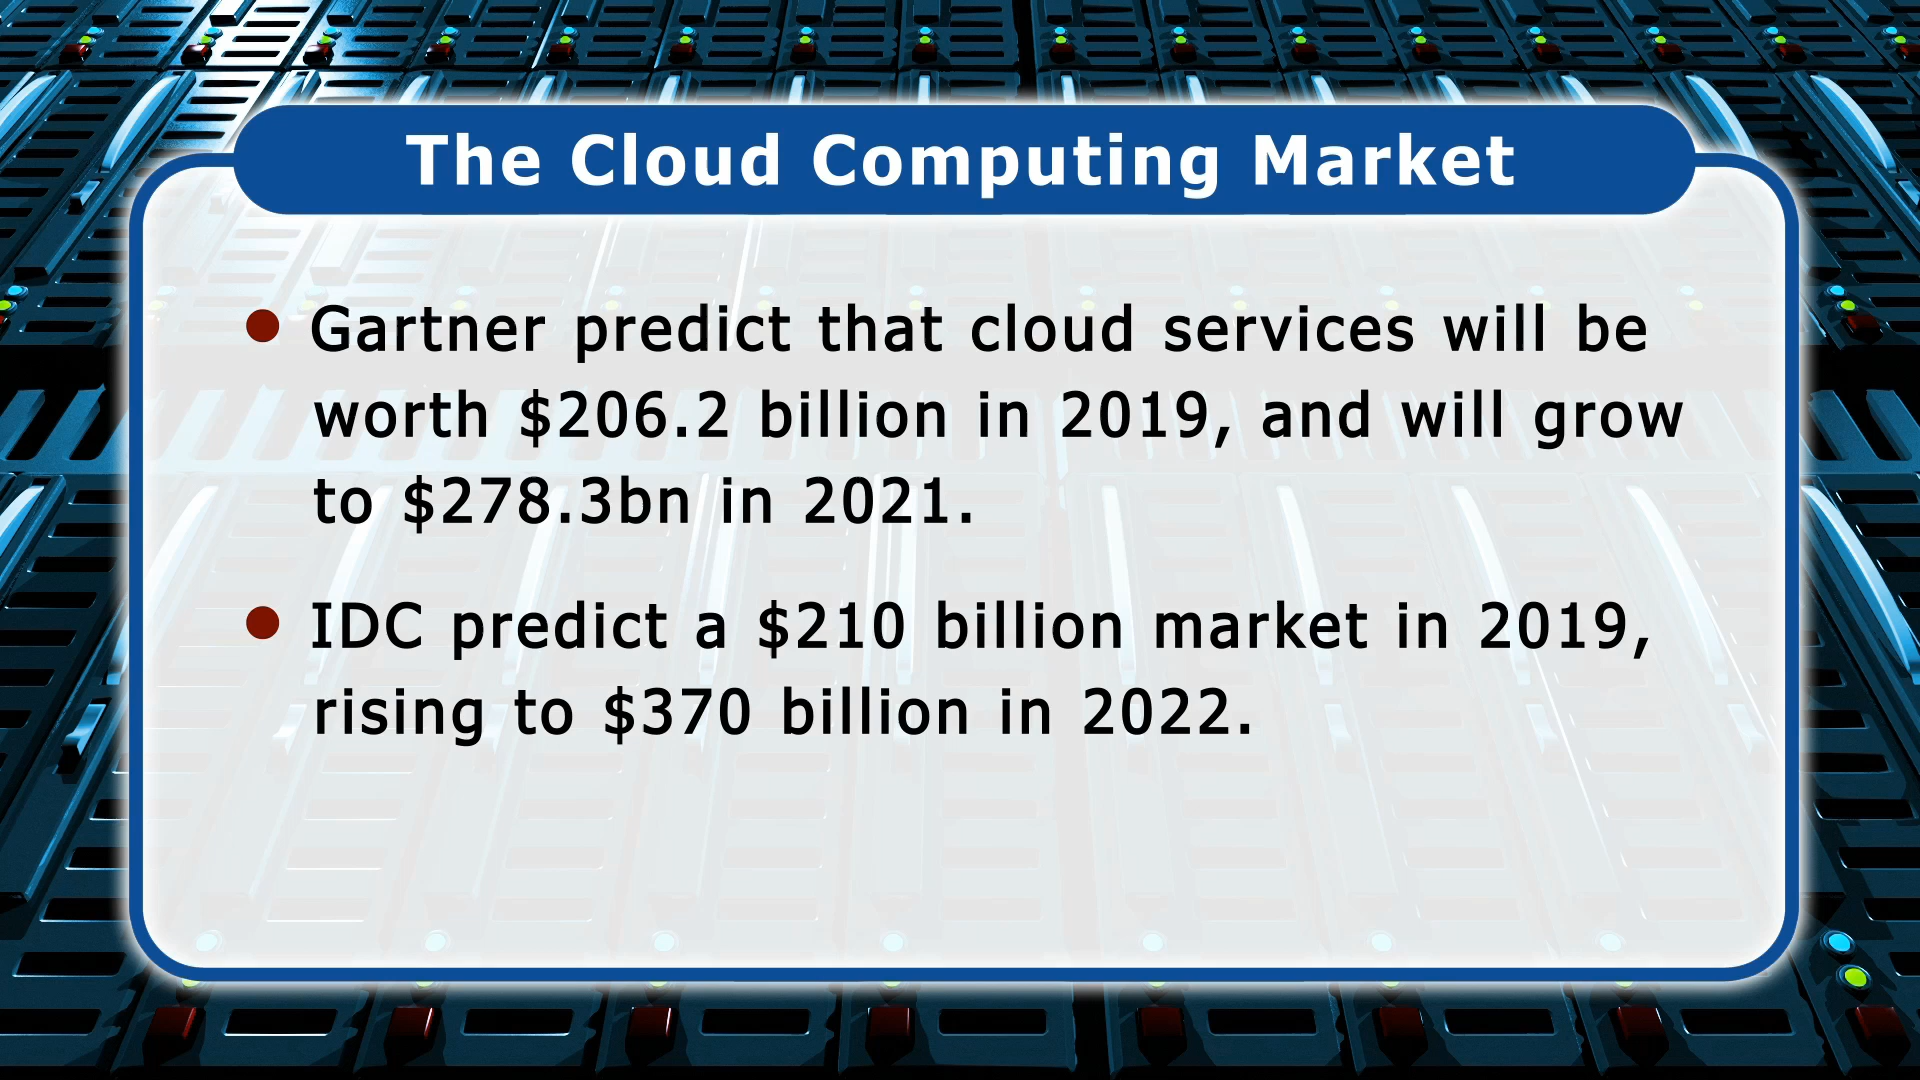 The Cloud Computing Market
● Gartner predict that cloud services will be
worth $206.2 billion in 2019, and will grow
to $278.3bn in 2021.
● IDC predict a $210 billion market in 2019,
rising to $370 billion in 2022.